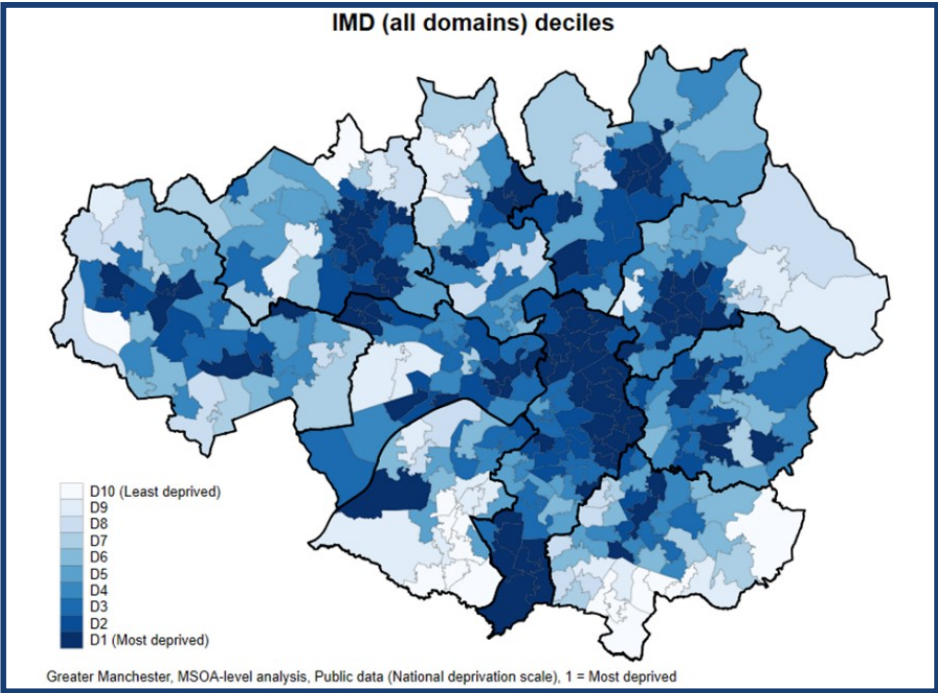 IMD (all domains) deciles
D10 (Least deprived)
D9
D8
D7
D6
D5
D4
D3
D2
D1 (Most deprived)
Greater Manchester, MSOA-level analysis, Public data (National deprivation scale), 1 = Most deprived